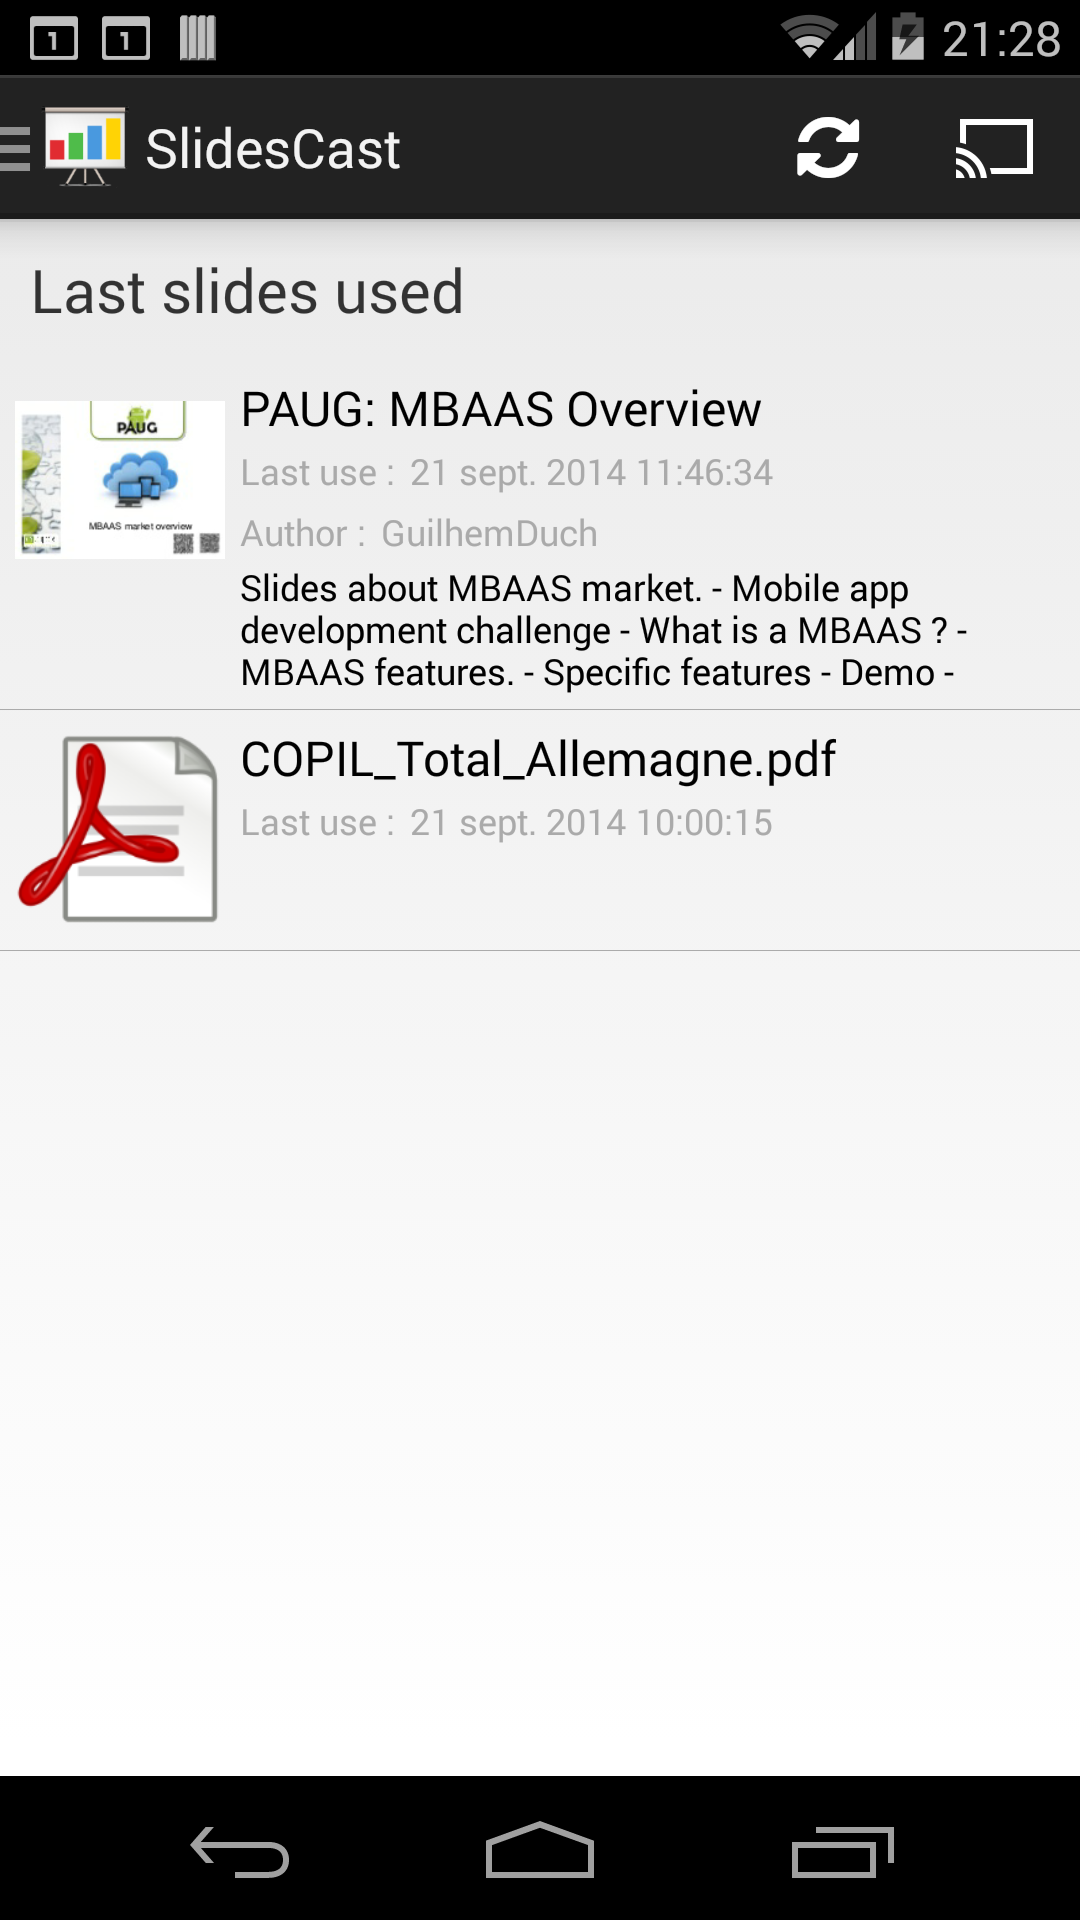 1 1 21:28
SlidesCast
Last slides used
PAUG: MBAAS Overview
Last use : 21 sept. 2014 11:46:34
Author : GuilhemDuch
PAUG
MBAAS market overview
Slides about MBAAS market. - Mobile app
development challenge - What is a MBAAS ? -
MBAAS features. - Specific features - Demo -
COPIL_Total_Allemagne.pdf
Last use : 21 sept. 2014 10:00:15